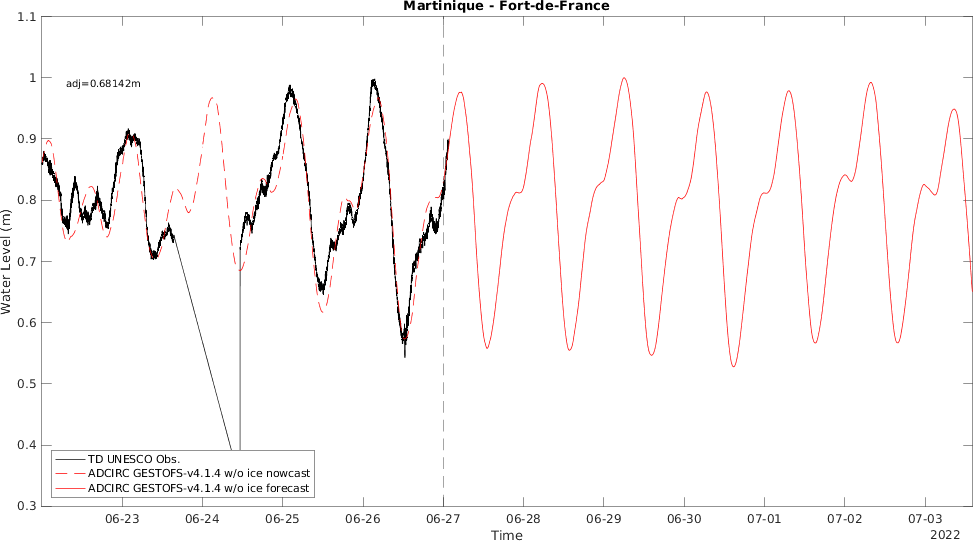 Martinique - Fort-de-France
1.1
1
0.9
0.8
0.7
0.6
0.5
0.4
0.3
Water Level (m)
adj=0.68142m
TD UNESCO Obs.
ADCIRC GESTOFS-v4.1.4 w/o ice nowcast
ADCIRC GESTOFS-v4.1.4 w/o ice forecast
06-23 06-24 06-25 06-26 06-27 06-28 06-29 06-30 07-01 07-02 07-03
2022
Time